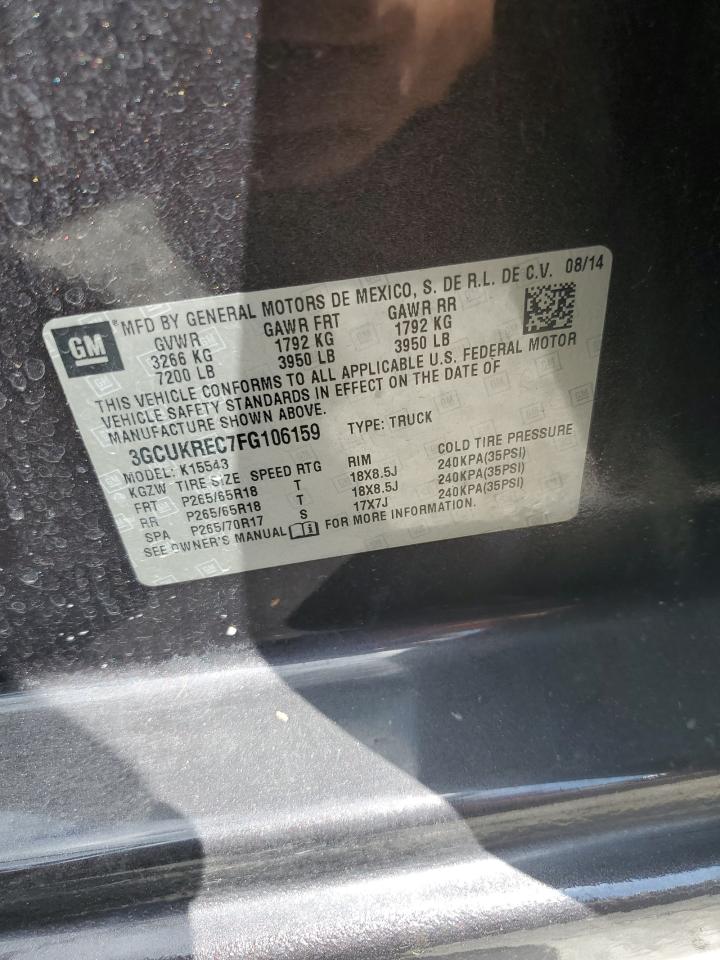 GM ® MFD BY GENERAL MOTORS DE MEXICO, S. DE R.L. DE C.V. 08/14
GVWR GAWR FRT GAWR RR
3266 KG 1792 KG 1792 KG
7200 LB 3950 LB 3950 LB
THIS VEHICLE CONFORMS TO ALL APPLICABLE U.S. FEDERAL MOTOR
VEHICLE SAFETY STANDARDS IN EFFECT ON THE DATE OF
MANUFACTURE SHOWN ABOVE.
3GCUKREC7FG106159 TYPE: TRUCK
MODEL: K15543
KGZW TIRE SIZE SPEED RTG RIM COLD TIRE PRESSURE
FRT P265/65R18 T 18X8.5J 240KPA(35PSI)
RR P265/65R18 T 18X8.5J 240KPA(35PSI)
SPA P265/70R17 S 17X7J 240KPA(35PSI)
SEE OWNER'S MANUAL FOR MORE INFORMATION.